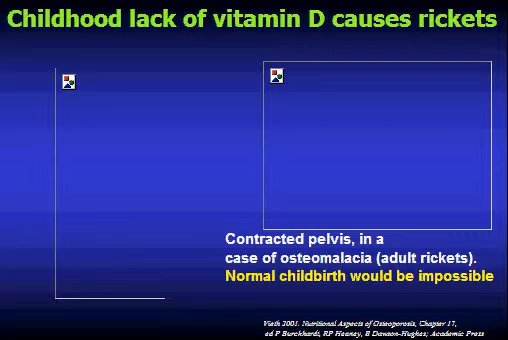 Childhood lack of vitamin D causes rickets
Contracted pelvis, in a
case of osteomalacia (adult rickets).
Normal childbirth would be impossible
Vieth 2001. Nutritional Aspects of Osteoporosis, Chapter 17,
ed P Burckhardt, RP Heaney, B Dawson-Hughes; Academic Press